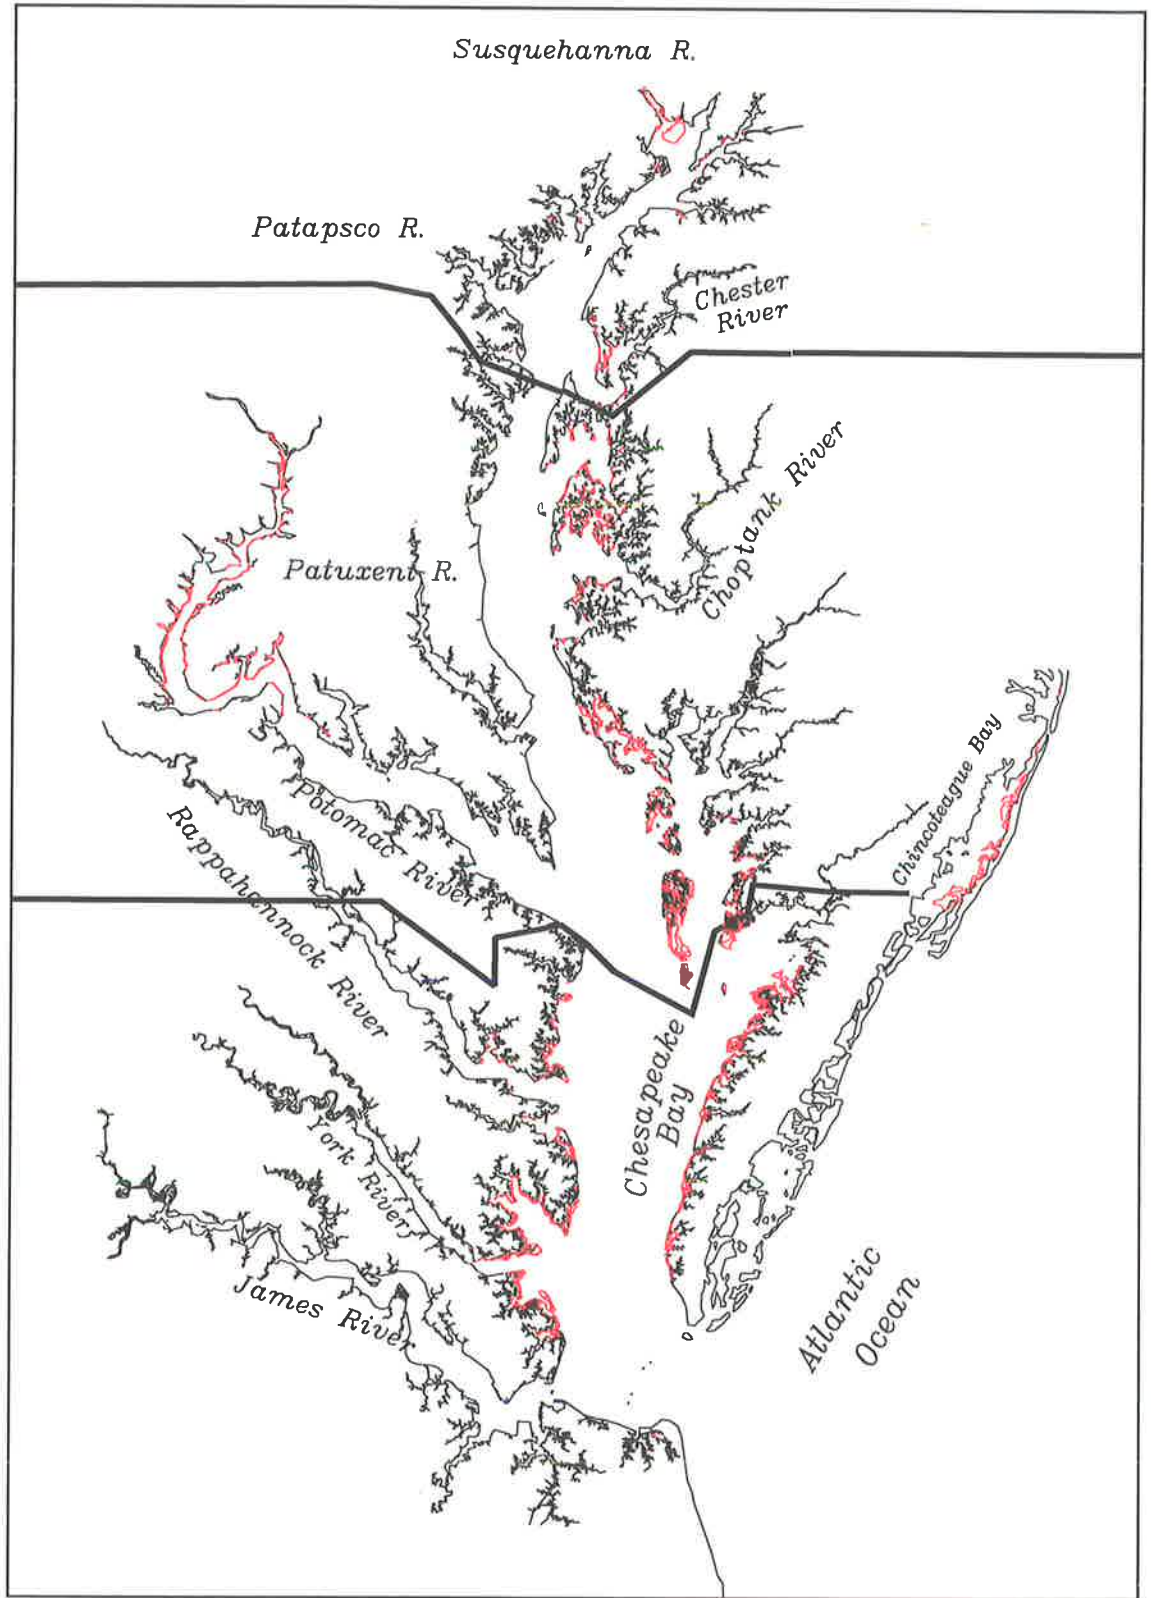 Susquehanna R.
Patapsco R.
Chester
River
Choptank River
Patuxent R.
Chincoteague Bay
Potomac River
Rappahannock River
Chesapeake
Bay
York River
James River
Atlantic
Ocean